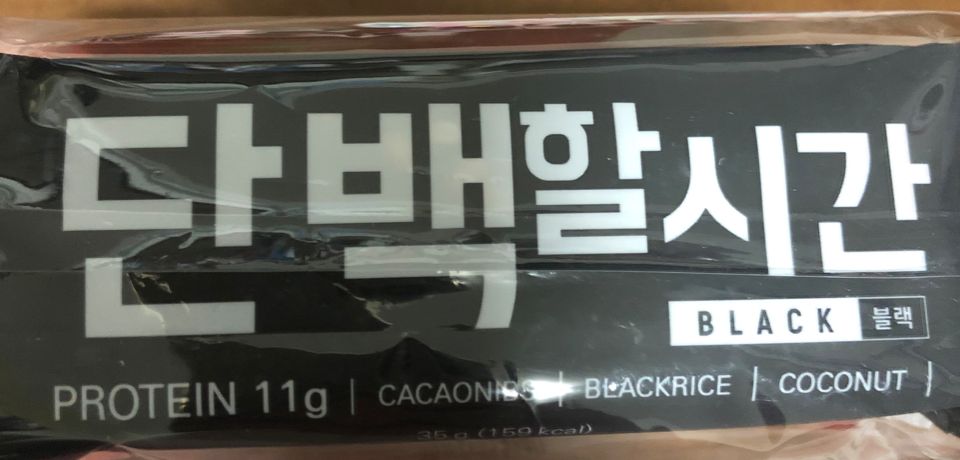 단백할시간
BLACK 블랙
PROTEIN 11g | CACAONIBS | BLACKRICE | COCONUT |
35 g (159 kcal)